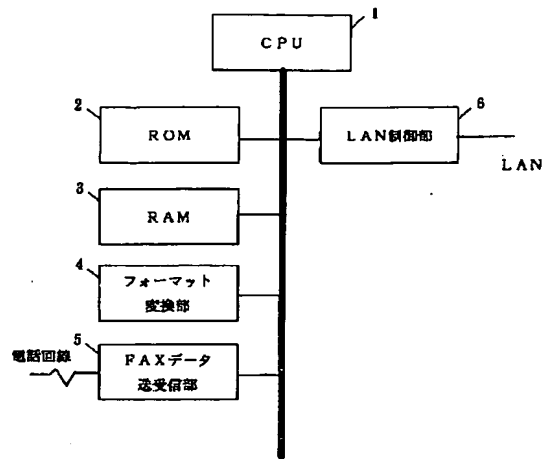 1
CPU
2
ROM
6
LAN制御部
LAN
3
RAM
4
フォーマット
変換部
5
電話回線
FAXデータ
送受信部